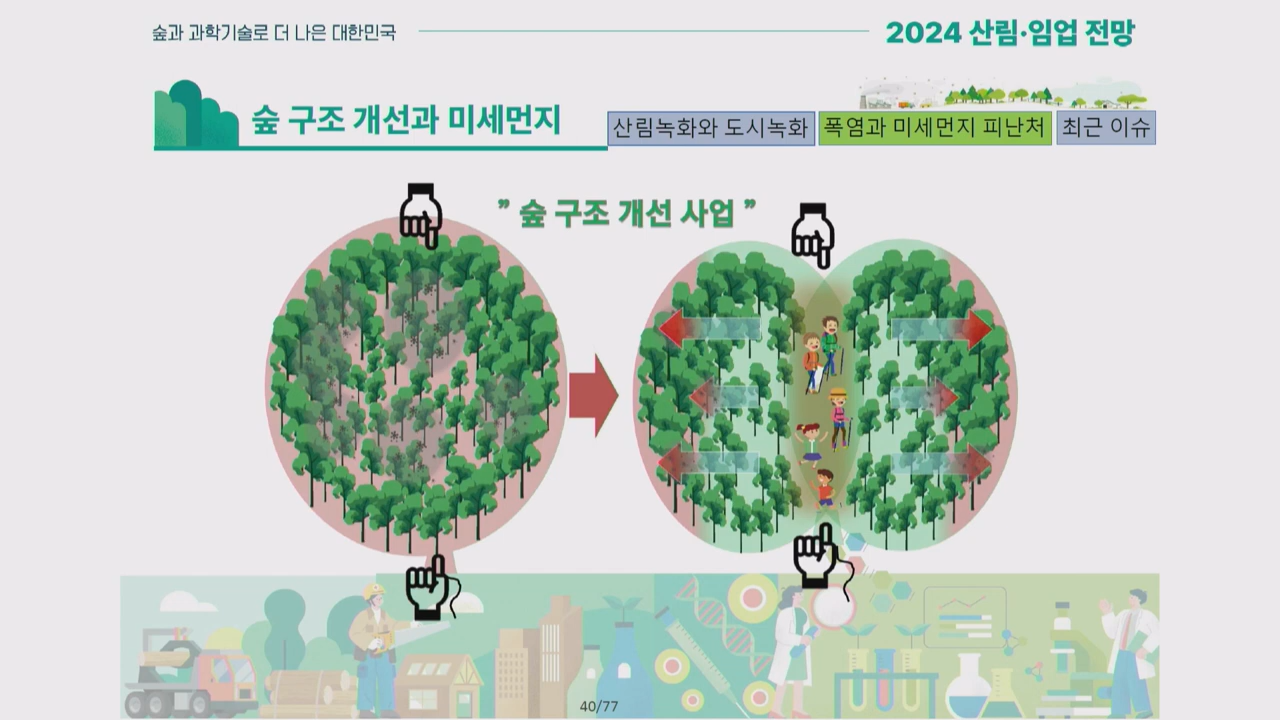 숲과 과학기술로 더 나은 대한민국
2024 산림·임업 전망
숲 구조 개선과 미세먼지
산림녹화와 도시녹화
폭염과 미세먼지 피난처
최근 이슈
” 숲 구조 개선 사업 ”
40/77